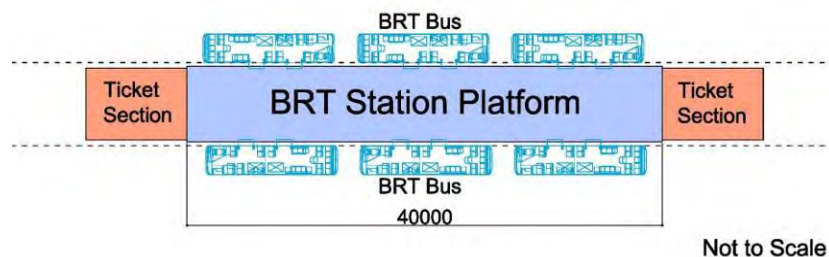 BRT Bus
Ticket
Section
BRT Station Platform
Ticket
Section
BRT Bus
40000
Not to Scale